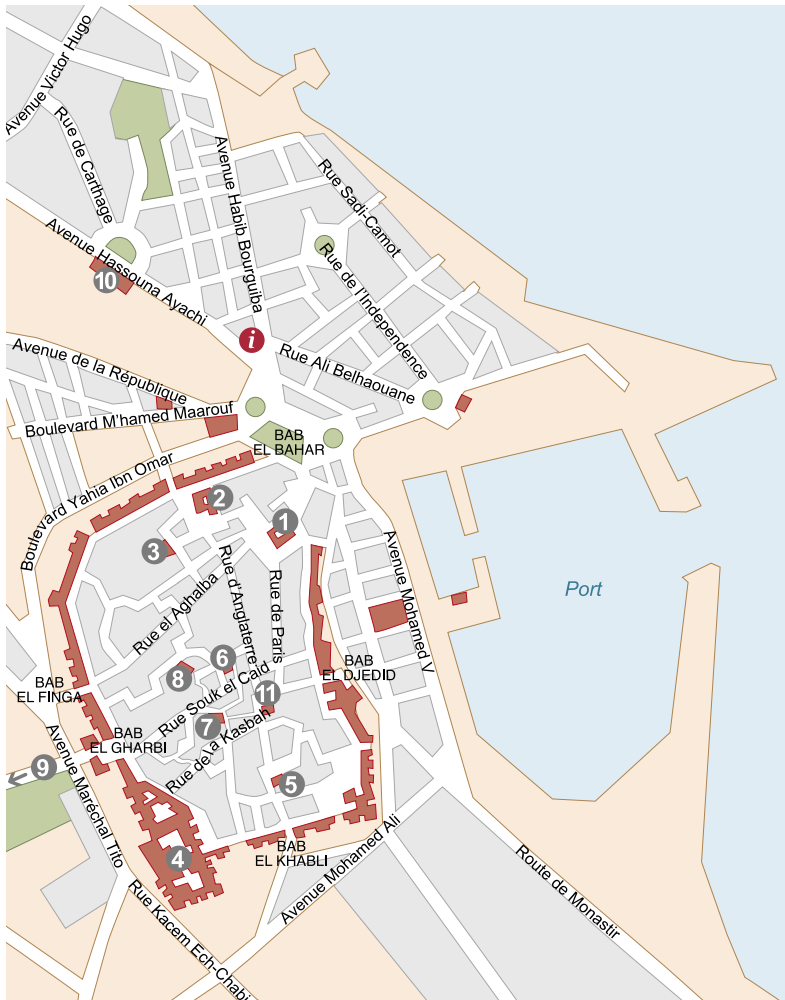 Avenue Victor Hugo
Rue de Carthage
Avenue Habib Bourguiba
Rue Sadi-Carnot
Avenue Hassouna Ayachi
10
Rue de l'Independence
i
Rue Ali Belhaouane
Avenue de la République
Boulevard M'hamed Maarouf
BAB
EL BAHAR
Boulevard Yahia Ibn Omar
2
1
3
Avenue Mohamed V
Port
Rue el Aghalba
Rue d'Anglaterre
Rue de Paris
6
8
BAB
EL DJEDID
BAB
EL FINGA
Rue Souk el Caid
11
7
BAB
EL GHARBI
Rue de la Kasbah
9
5
Avenue Maréchal Tito
4
BAB
EL KHABLI
Avenue Mohamed Ali
Route de Monastir
Rue Kacem Ech-Chabi